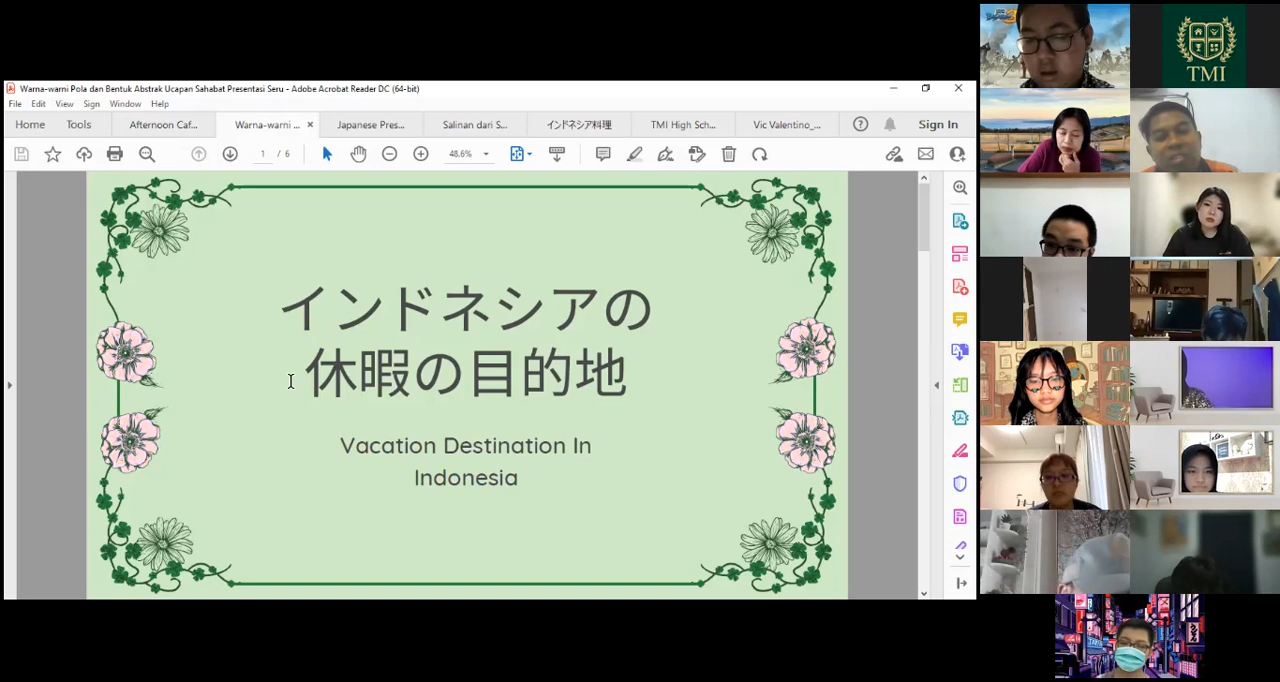 Warna-warni Pola dan Bentuk Abstrak Ucapan Sahabat Presentasi Seru - Adobe Acrobat Reader DC (64-bit)
File Edit View Sign Window Help
Home Tools Afternoon Caf... Warna-warni ... Japanese Pres... Salinan dari S... インドネシア料理 TMI High Sch... Vic Valentino_... Sign In
1 / 6 48.6%
インドネシアの
休暇の目的地
Vacation Destination In
Indonesia
TMI